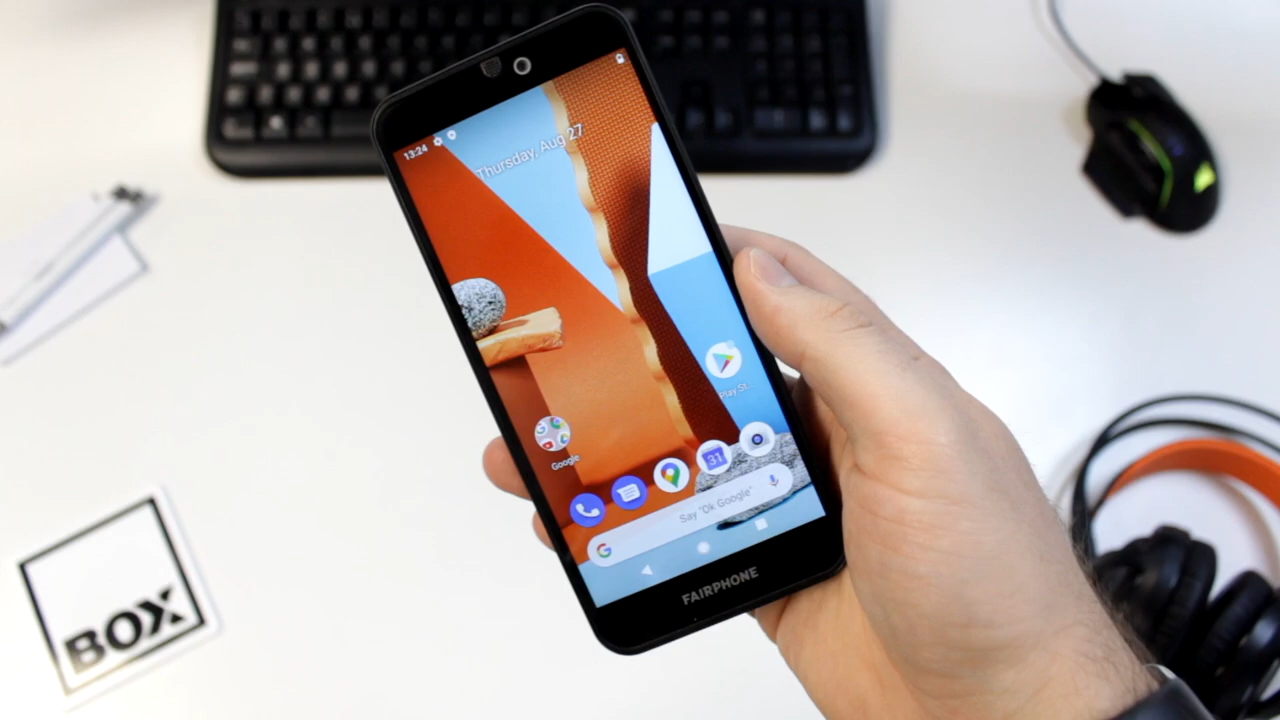 13:24
Thursday, Aug 27
Play St...
Google
31
Say "Ok Google"
G
FAIRPHONE
BOX